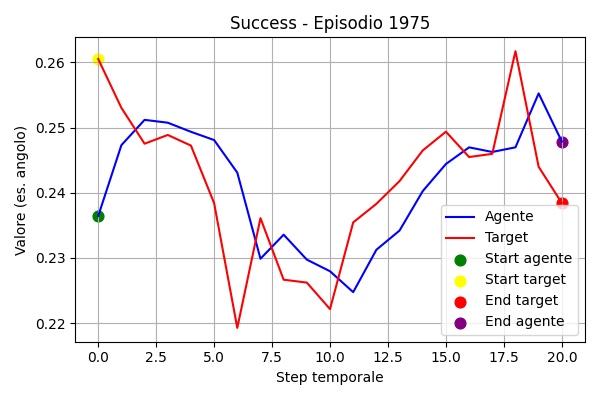 Success - Episodio 1975
Valore (es. angolo)
0.26
0.25
0.24
0.23
0.22
Agente
Target
Start agente
Start target
End target
End agente
0.0 2.5 5.0 7.5 10.0 12.5 15.0 17.5 20.0
Step temporale